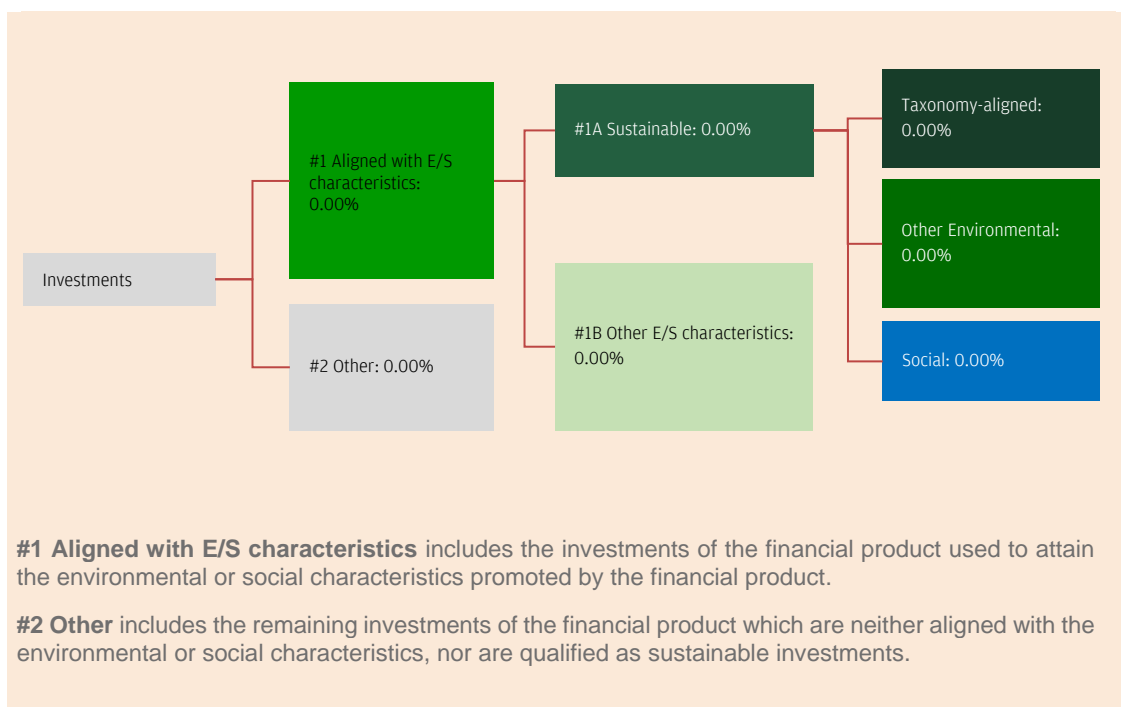 Investments
#1 Aligned with E/S
characteristics:
0.00%
#2 Other: 0.00%
#1A Sustainable: 0.00%
#1B Other E/S characteristics:
0.00%
Taxonomy-aligned:
0.00%
Other Environmental:
0.00%
Social: 0.00%
#1 Aligned with E/S characteristics includes the investments of the financial product used to attain
the environmental or social characteristics promoted by the financial product.
#2 Other includes the remaining investments of the financial product which are neither aligned with the
environmental or social characteristics, nor are qualified as sustainable investments.